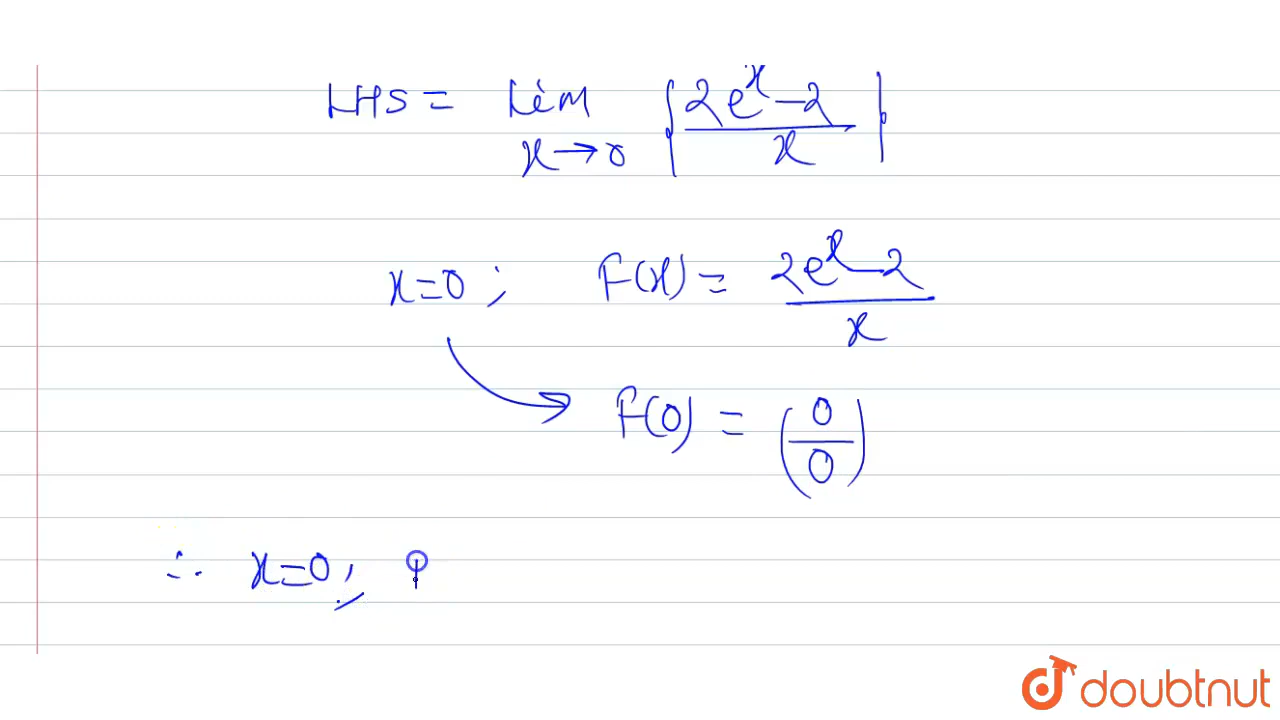 LHS = Lim x→0 { (2e^x - 2)/x }
x=0 ; F(x) = (2e^x - 2)/x
F(0) = (0/0)
∴ x=0,
doubtnut